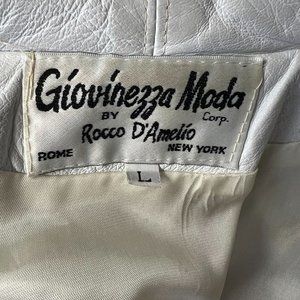 Giovinezza Moda
BY Corp.
Rocco D'Amelio
ROME NEW YORK
L